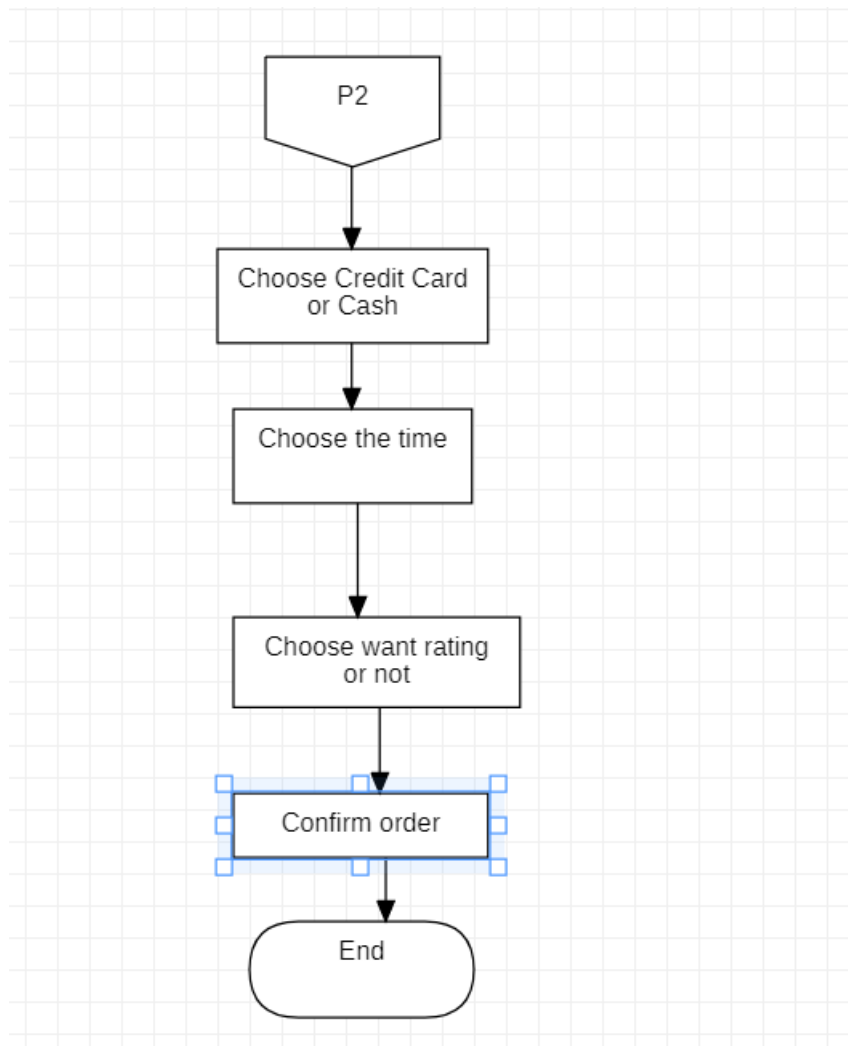 P2
Choose Credit Card
or Cash
Choose the time
Choose want rating
or not
Confirm order
End